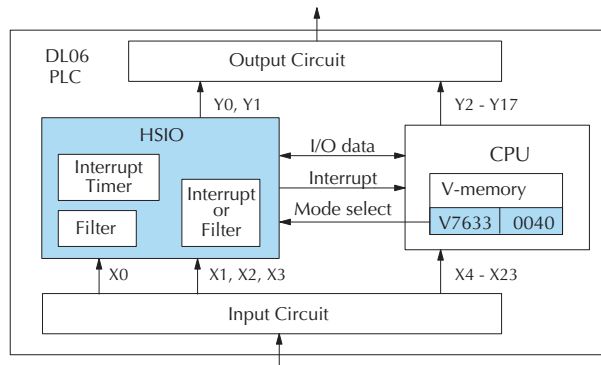 DL06
PLC
Output Circuit
Y0, Y1
Y2 - Y17
HSIO
Interrupt
Timer
Filter
Interrupt
or
Filter
I/O data
Interrupt
Mode select
CPU
V-memory
V7633 0040
X0
X1, X2, X3
X4 - X23
Input Circuit